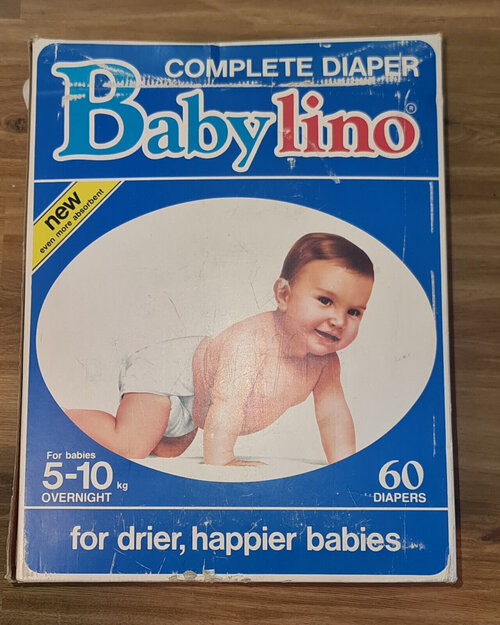 COMPLETE DIAPER
Babylino®
new
even more absorbent
For babies
5-10 kg
OVERNIGHT
60
DIAPERS
for drier, happier babies